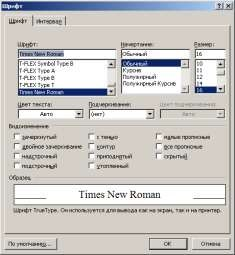 Шрифт
Шрифт Интервал
Шрифт: Начертание: Размер:
Times New Roman Обычный 16
T-FLEX Symbol Type B Обычный 10
T-FLEX Type A Курсив 11
T-FLEX Type B Полужирный 12
T-FLEX Type T Полужирный Курсив 14
Times New Roman 16
Цвет текста: Подчеркивание: Цвет подчеркивания:
Авто (нет) Авто
Видоизменение
зачеркнутый с тенью малые прописные
двойное зачеркивание контур все прописные
надстрочный приподнятый скрытый
подстрочный утопленный
Образец
Times New Roman
Шрифт TrueType. Он используется для вывода как на экран, так и на принтер.
По умолчанию... ОК Отмена